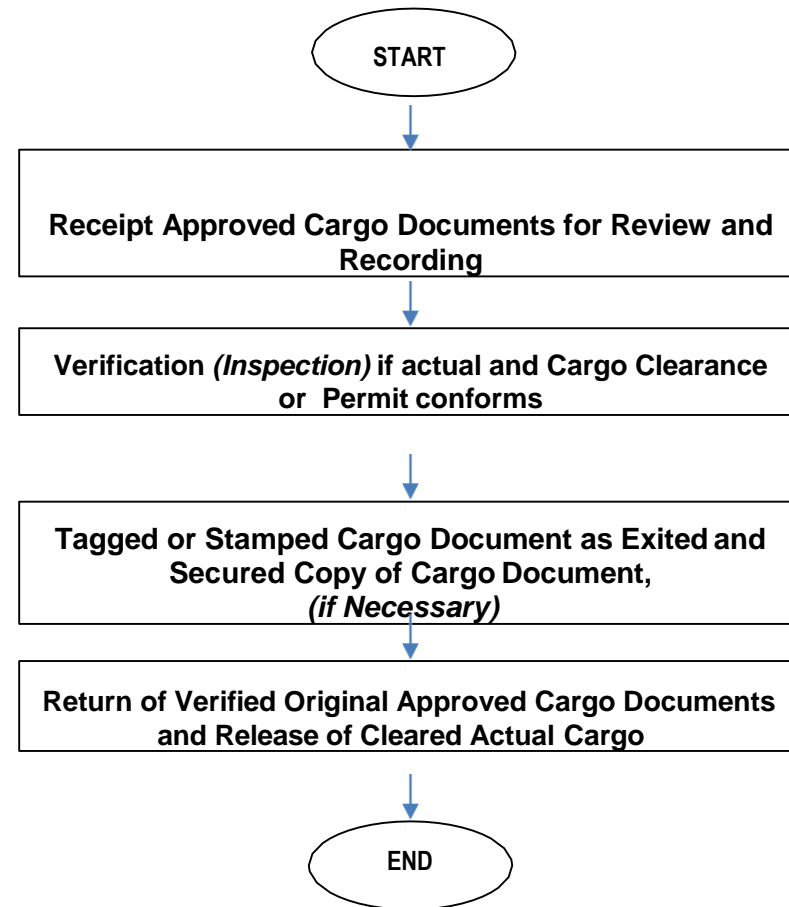 START
Receipt Approved Cargo Documents for Review and
Recording
Verification (Inspection) if actual and Cargo Clearance
or Permit conforms
Tagged or Stamped Cargo Document as Exited and
Secured Copy of Cargo Document,
(if Necessary)
Return of Verified Original Approved Cargo Documents
and Release of Cleared Actual Cargo
END